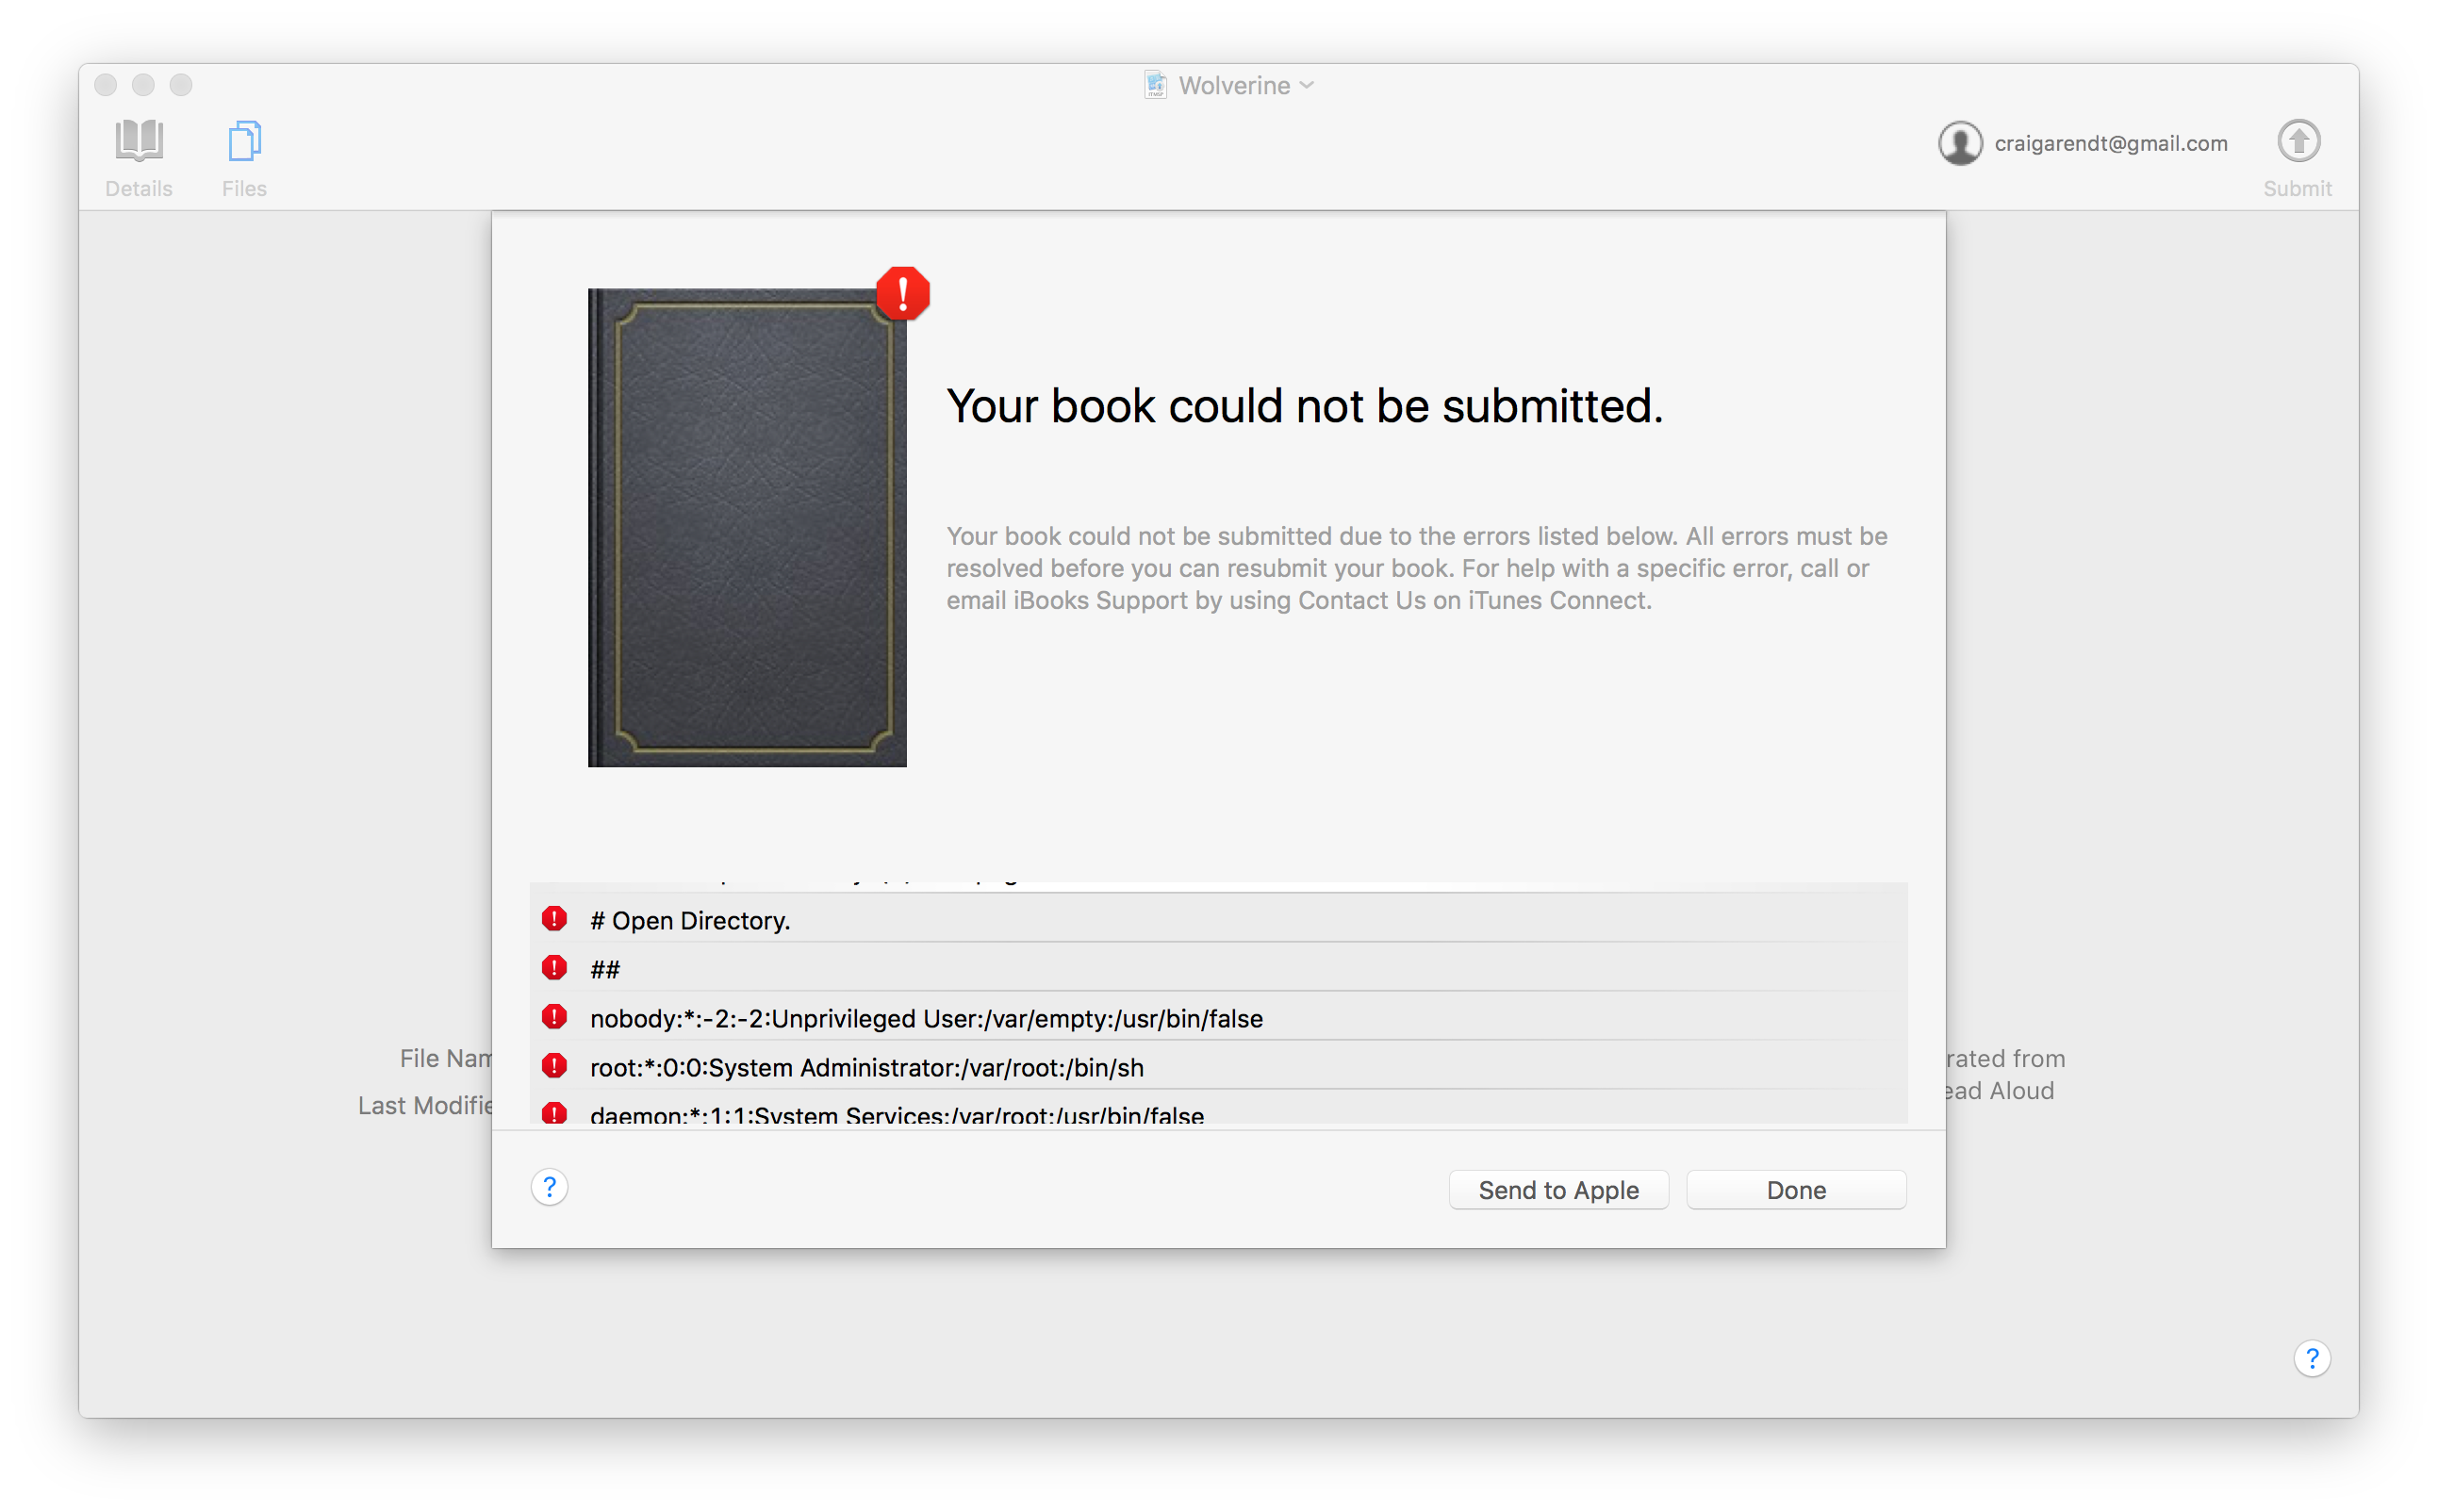 Wolverine
Details
Files
craigarendt@gmail.com
Submit
Your book could not be submitted.
Your book could not be submitted due to the errors listed below. All errors must be
resolved before you can resubmit your book. For help with a specific error, call or
email iBooks Support by using Contact Us on iTunes Connect.
# Open Directory.
##
nobody:*:-2:-2:Unprivileged User:/var/empty:/usr/bin/false
root:*:0:0:System Administrator:/var/root:/bin/sh
daemon:*:1:1:System Services:/var/root:/usr/bin/false
File Nam
rated from
Last Modifie
ead Aloud
?
Send to Apple
Done
?